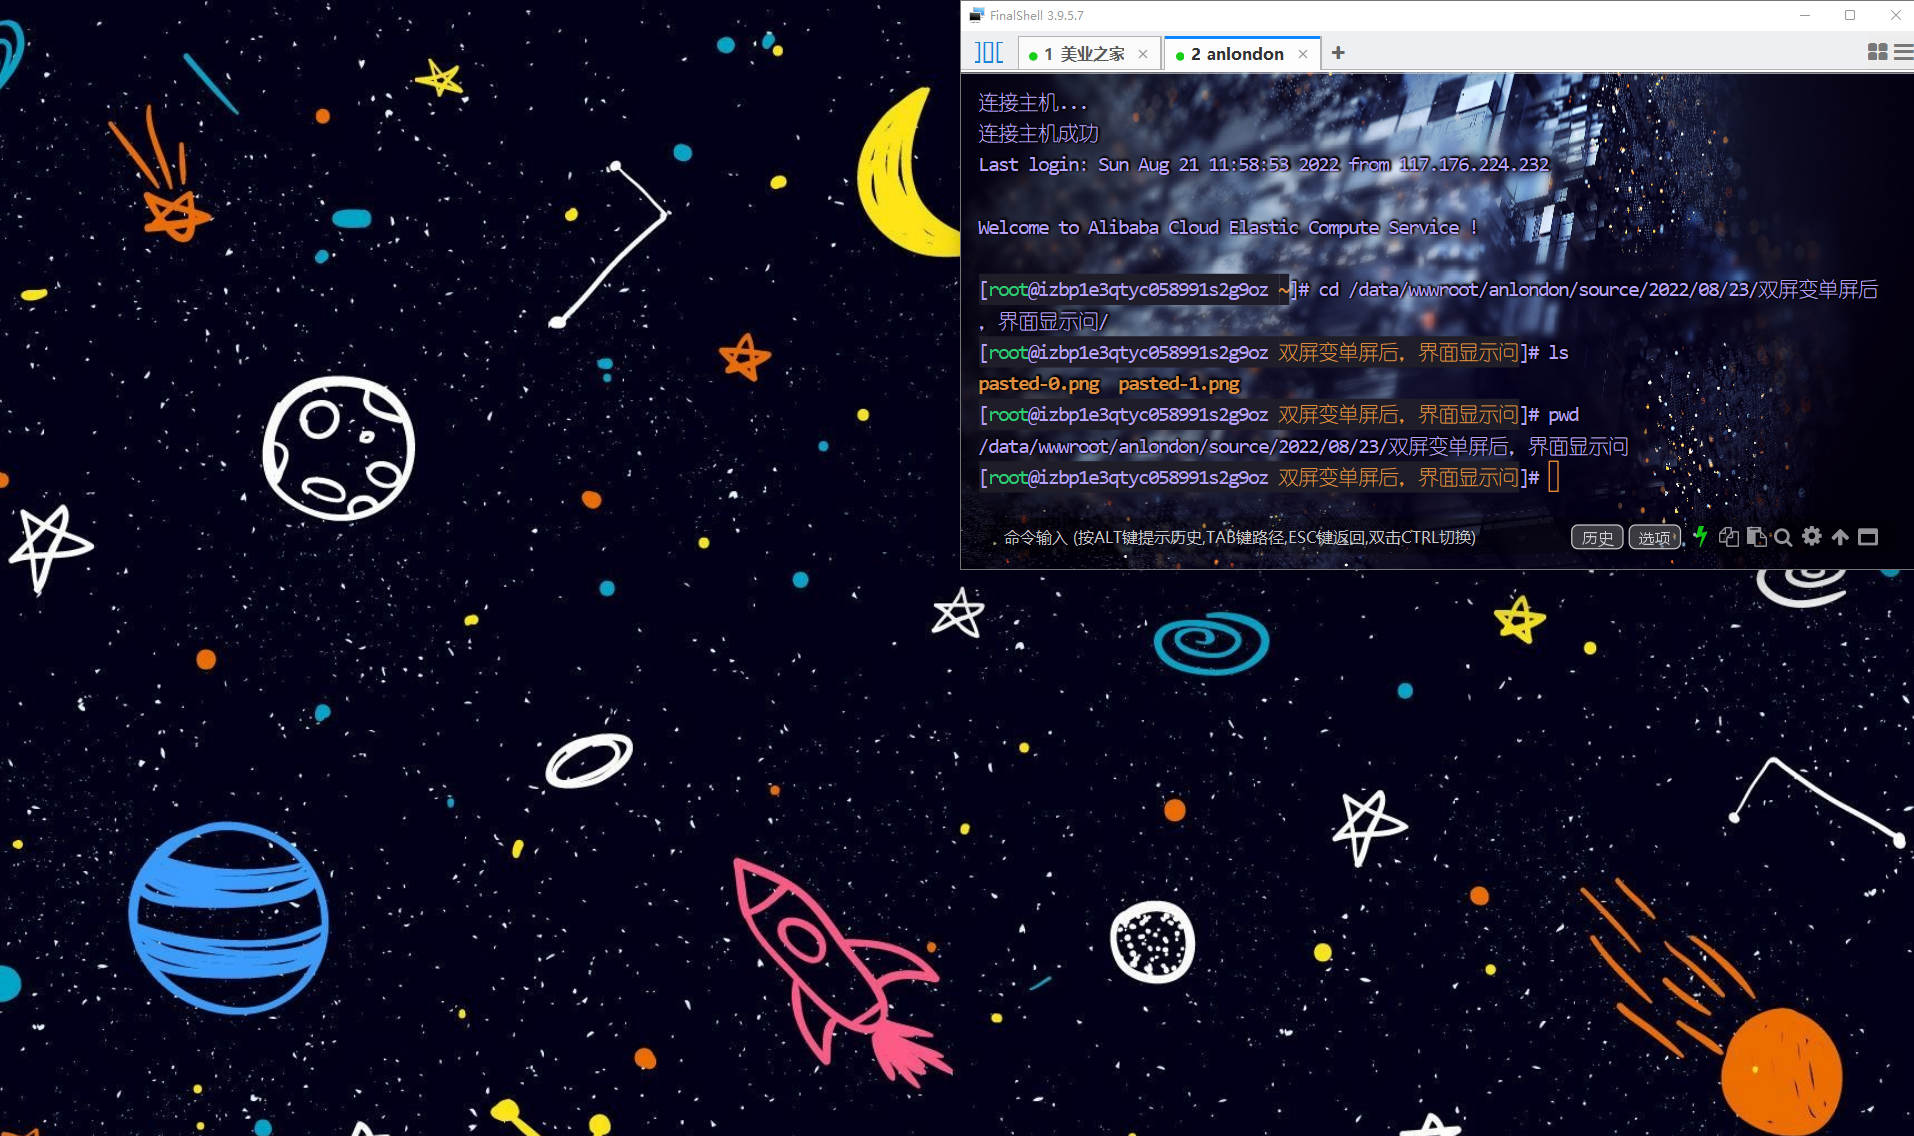 FinalShell 3.9.5.7
1 美业之家
2 anlondon
连接主机...
连接主机成功
Last login: Sun Aug 21 11:58:53 2022 from 117.176.224.232
Welcome to Alibaba Cloud Elastic Compute Service !
[root@izbp1e3qtyc058991s2g9oz ~]# cd /data/wwwroot/anlondon/source/2022/08/23/双屏变单屏后
，界面显示问/
[root@izbp1e3qtyc058991s2g9oz 双屏变单屏后，界面显示问]# ls
pasted-0.png pasted-1.png
[root@izbp1e3qtyc058991s2g9oz 双屏变单屏后，界面显示问]# pwd
/data/wwwroot/anlondon/source/2022/08/23/双屏变单屏后，界面显示问
[root@izbp1e3qtyc058991s2g9oz 双屏变单屏后，界面显示问]#
命令输入 (按ALT键提示历史,TAB键路径,ESC键返回,双击CTRL切换)
历史 选项